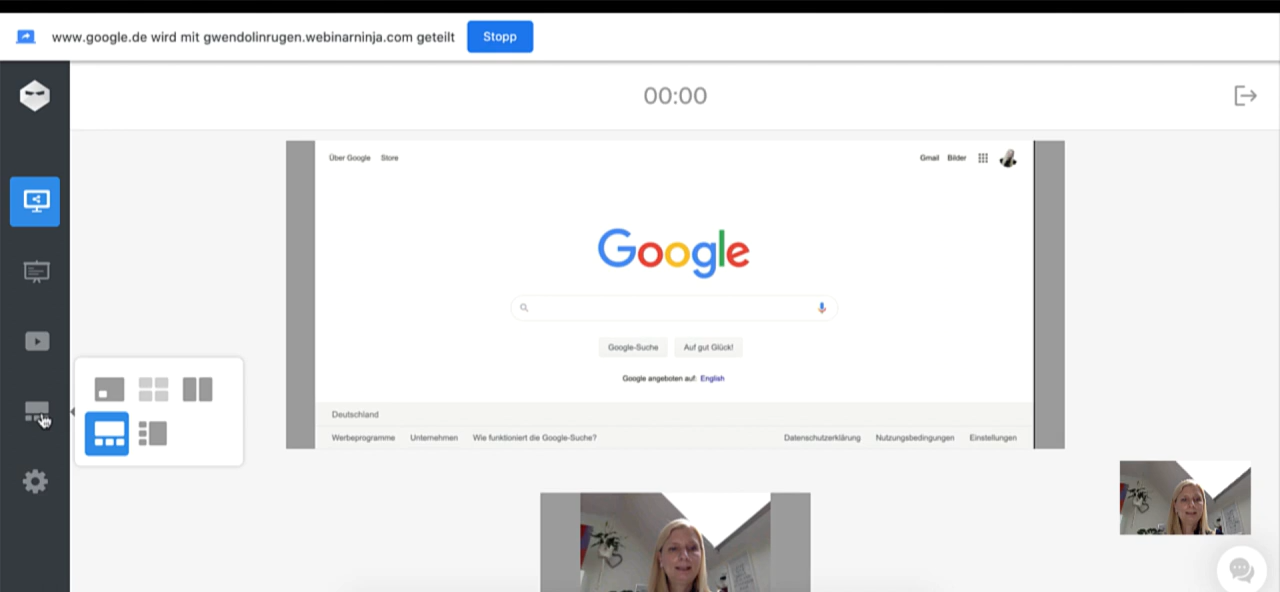 www.google.de wird mit gwendolinrugen.webinarninja.com geteilt Stopp
00:00
Über Google Store Gmail Bilder
Google
Google-Suche Auf gut Glück!
Google angeboten auf: English
Deutschland
Werbeprogramme Unternehmen Wie funktioniert die Google-Suche? Datenschutzerklärung Nutzungsbedingungen Einstellungen